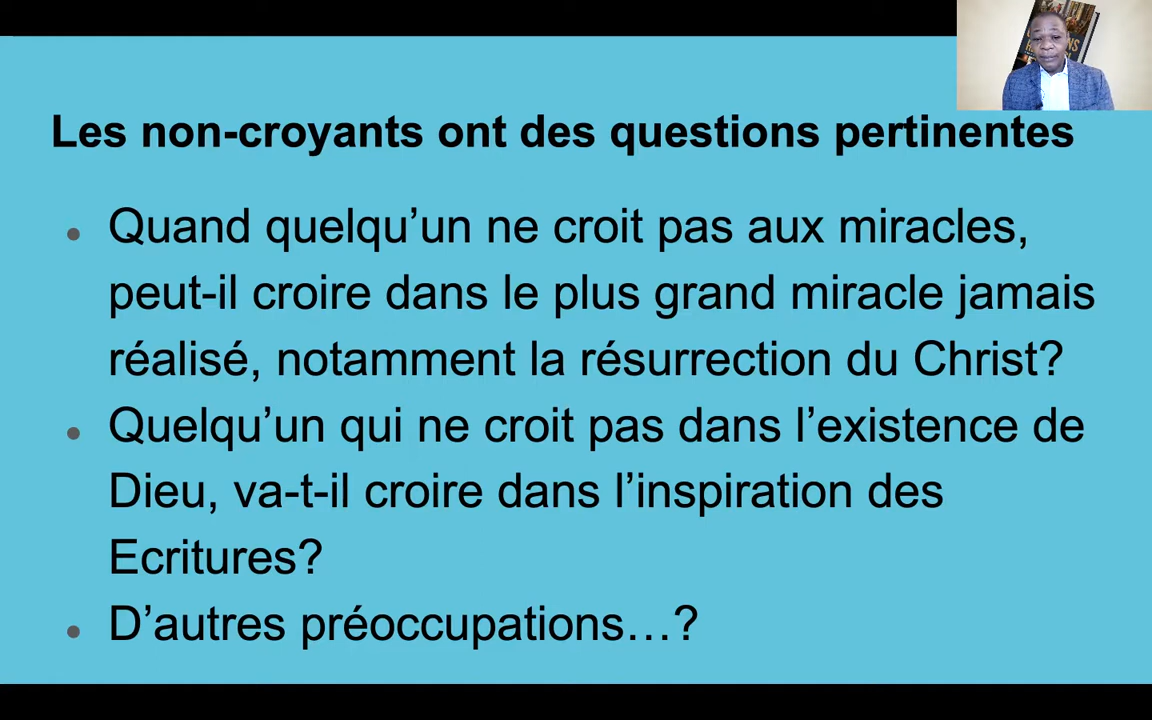 Les non-croyants ont des questions pertinentes
Quand quelqu’un ne croit pas aux miracles,
peut-il croire dans le plus grand miracle jamais
réalisé, notamment la résurrection du Christ?
Quelqu’un qui ne croit pas dans l’existence de
Dieu, va-t-il croire dans l’inspiration des
Ecritures?
D’autres préoccupations…?